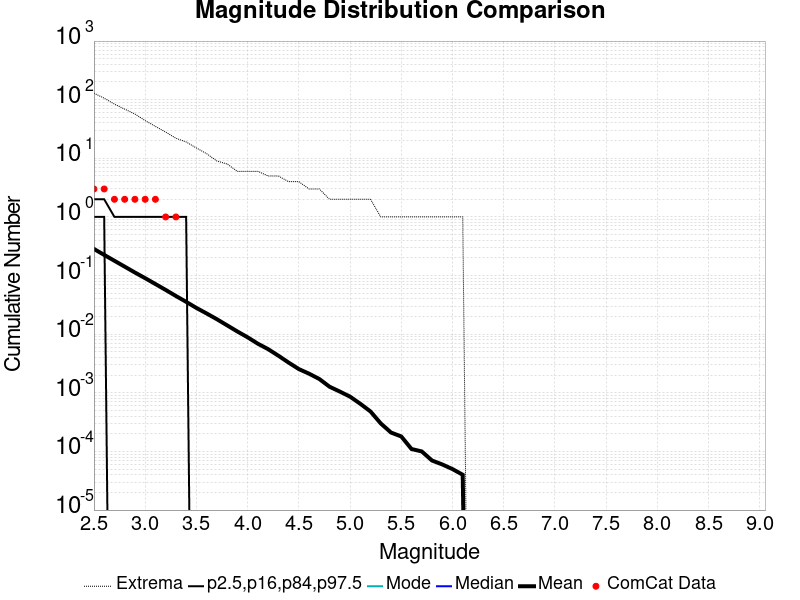 Magnitude Distribution Comparison
10^3
10^2
10^1
10^0
10^-1
10^-2
10^-3
10^-4
10^-5
Cumulative Number
2.5 3.0 3.5 4.0 4.5 5.0 5.5 6.0 6.5 7.0 7.5 8.0 8.5 9.0
Magnitude
Extrema p2.5,p16,p84,p97.5 Mode Median Mean ComCat Data